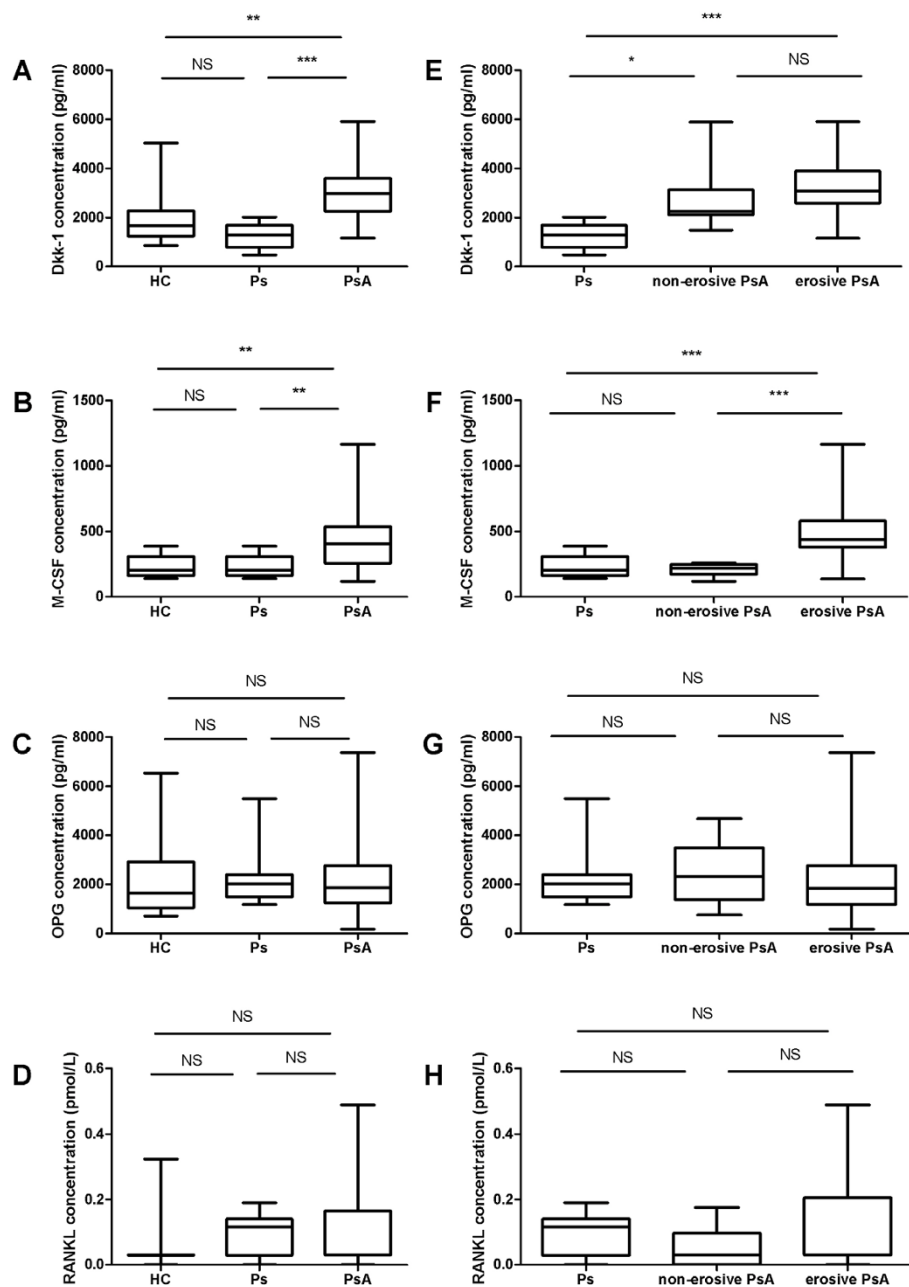 **
NS
***
A
Dkk-1 concentration (pg/ml)
8000
6000
4000
2000
0
HC
Ps
PsA
***
*
NS
E
Dkk-1 concentration (pg/ml)
8000
6000
4000
2000
0
Ps
non-erosive PsA
erosive PsA
**
NS
**
B
M-CSF concentration (pg/ml)
1500
1000
500
0
HC
Ps
PsA
***
NS
***
F
M-CSF concentration (pg/ml)
1500
1000
500
0
Ps
non-erosive PsA
erosive PsA
NS
NS
NS
C
OPG concentration (pg/ml)
8000
6000
4000
2000
0
HC
Ps
PsA
NS
NS
NS
G
OPG concentration (pg/ml)
8000
6000
4000
2000
0
Ps
non-erosive PsA
erosive PsA
NS
NS
NS
D
RANKL concentration (pmol/L)
0.6
0.4
0.2
0.0
HC
Ps
PsA
NS
NS
NS
H
RANKL concentration (pmol/L)
0.6
0.4
0.2
0.0
Ps
non-erosive PsA
erosive PsA